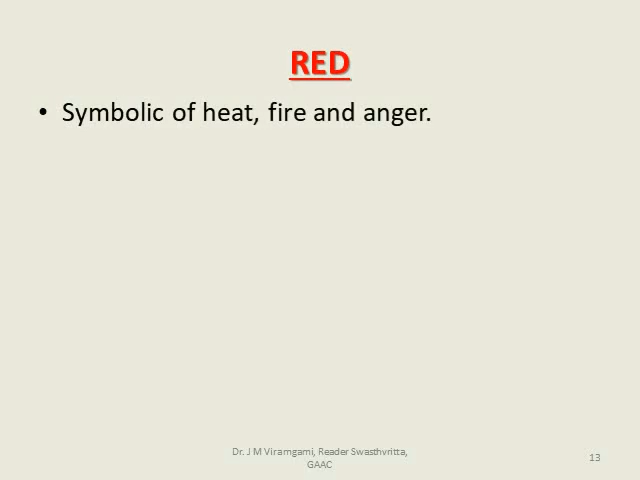 RED
• Symbolic of heat, fire and anger.
Dr. J M Viramgami, Reader Swasthvritta,
GAAC
13